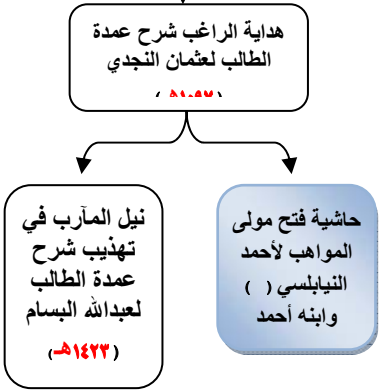 هداية الراغب شرح عمدة
الطالب لعثمان النجدي
حاشية فتح مولى
المواهب لأحمد
النيابلسي ( )
وابنه أحمد
نيل المآرب في
تهذيب شرح
عمدة الطالب
لعبدالله البسام
(١٤٢٣هـ)